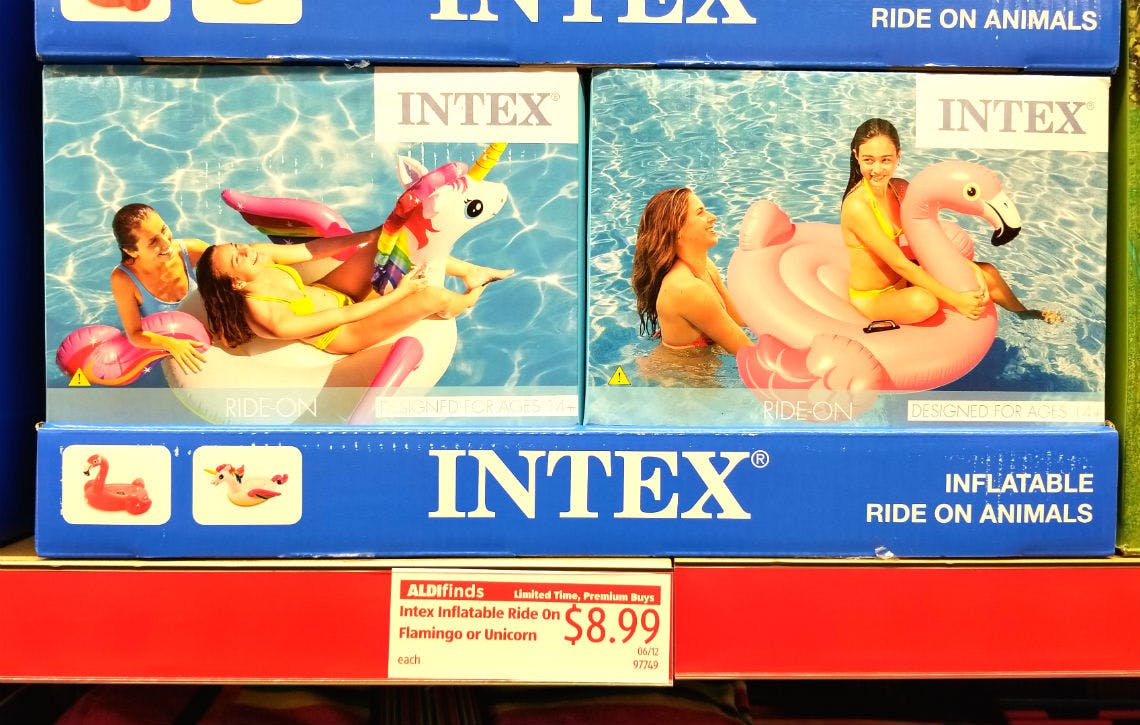 INTEX
RIDE ON ANIMALS
INTEX®
INTEX®
RIDE-ON
DESIGNED FOR AGES 14+
RIDE-ON
DESIGNED FOR AGES 14+
INTEX®
INFLATABLE
RIDE ON ANIMALS
ALDIfinds
Limited Time, Premium Buys
Intex Inflatable Ride On
Flamingo or Unicorn
$8.99
each
06/12
97749